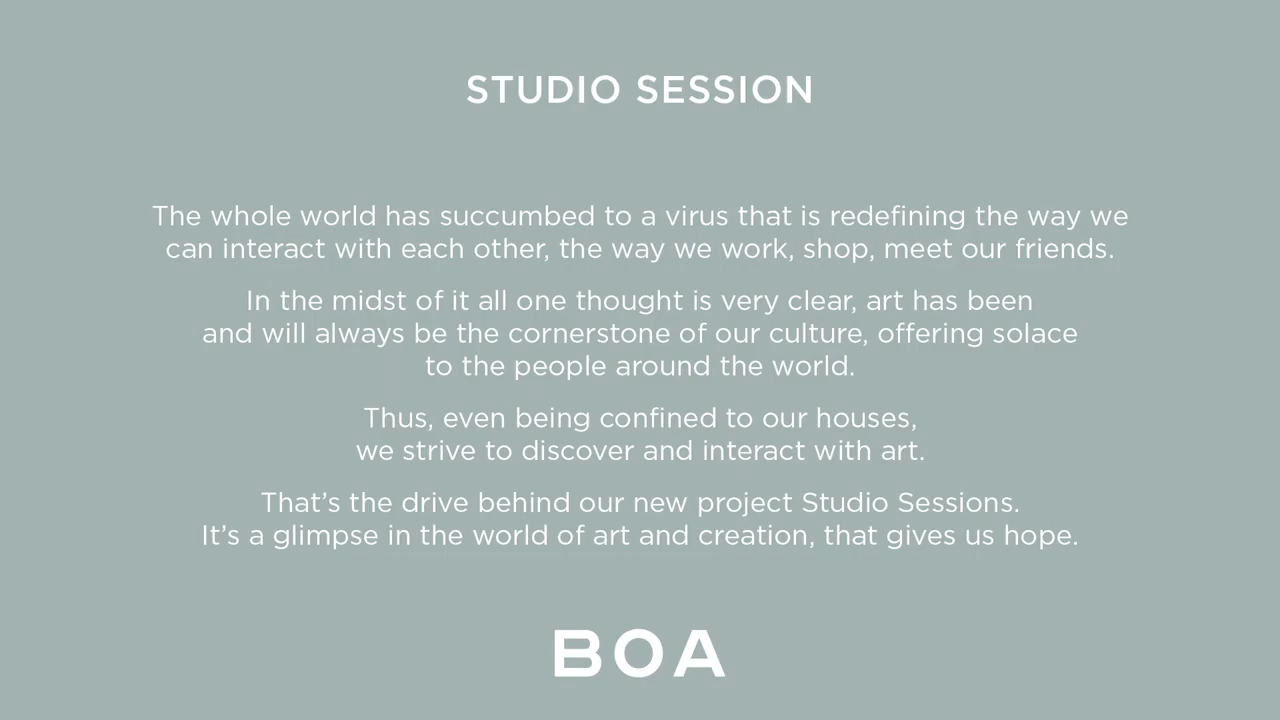 STUDIO SESSION
The whole world has succumbed to a virus that is redefining the way we
can interact with each other, the way we work, shop, meet our friends.
In the midst of it all one thought is very clear, art has been
and will always be the cornerstone of our culture, offering solace
to the people around the world.
Thus, even being confined to our houses,
we strive to discover and interact with art.
That’s the drive behind our new project Studio Sessions.
It’s a glimpse in the world of art and creation, that gives us hope.
BOA